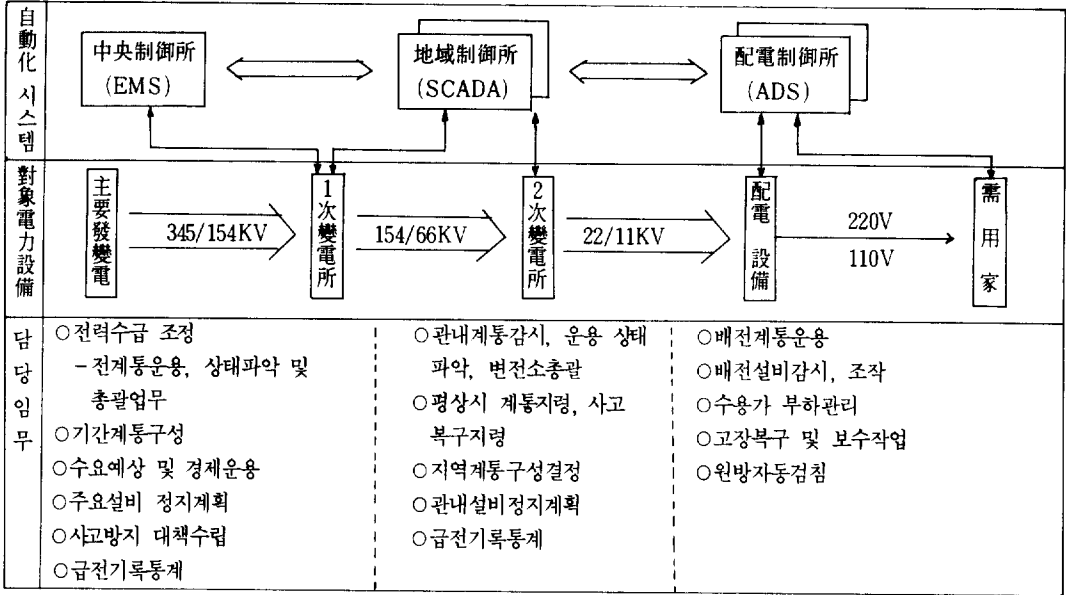 自動化 시스템
中央制御所
(EMS)
地域制御所
(SCADA)
配電制御所
(ADS)
對象電力設備
主要發變電
345/154KV
1次變電所
154/66KV
2次變電所
22/11KV
配電 設備
220V
110V
需用家
담당임무
○전력수급 조정
- 전계통운용, 상태파악 및
총괄업무
○기간계통구성
○수요예상 및 경제운용
○주요설비 정지계획
○사고방지 대책수립
○급전기록통계
○관내계통감시, 운용 상태
파악, 변전소총괄
○평상시 계통지령, 사고
복구지령
○지역계통구성결정
○관내설비정지계획
○급전기록통계
○배전계통운용
○배전설비감시, 조작
○수용가 부하관리
○고장복구 및 보수작업
○원방자동검침